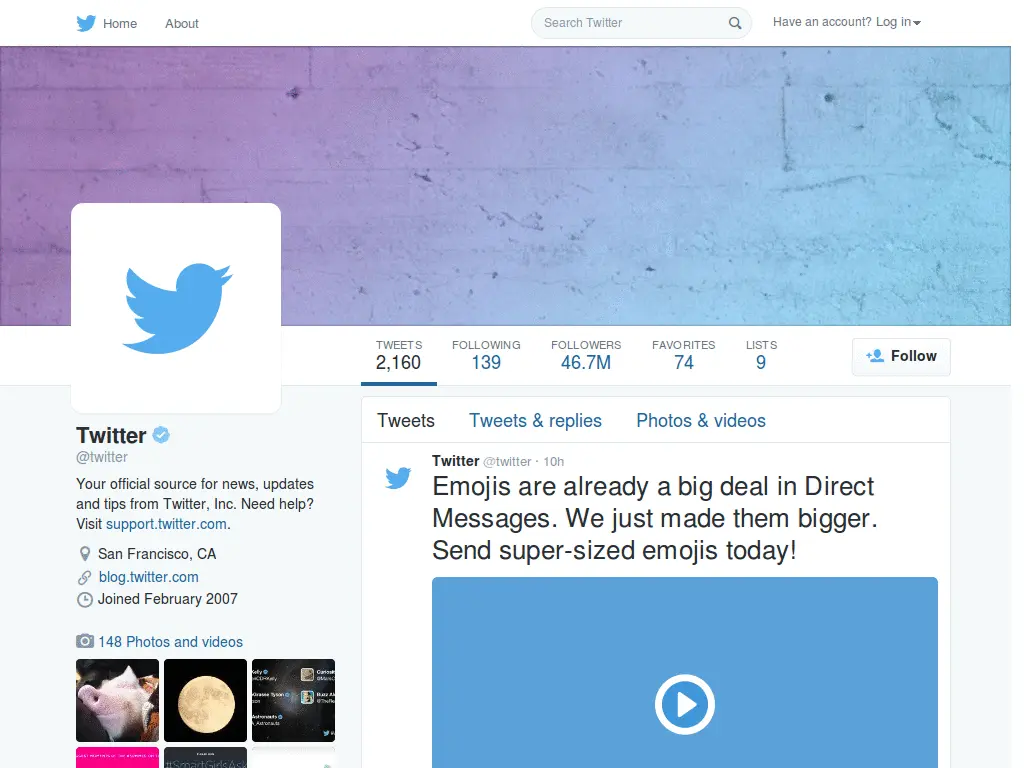 Home About Search Twitter Have an account? Log in
TWEETS FOLLOWING FOLLOWERS FAVORITES LISTS
2,160 139 46.7M 74 9
Follow
Twitter
@twitter
Your official source for news, updates
and tips from Twitter, Inc. Need help?
Visit support.twitter.com.
San Francisco, CA
blog.twitter.com
Joined February 2007
148 Photos and videos
Tweets Tweets & replies Photos & videos
Twitter @twitter · 10h
Emojis are already a big deal in Direct
Messages. We just made them bigger.
Send super-sized emojis today!
#SmartGirlsAsk